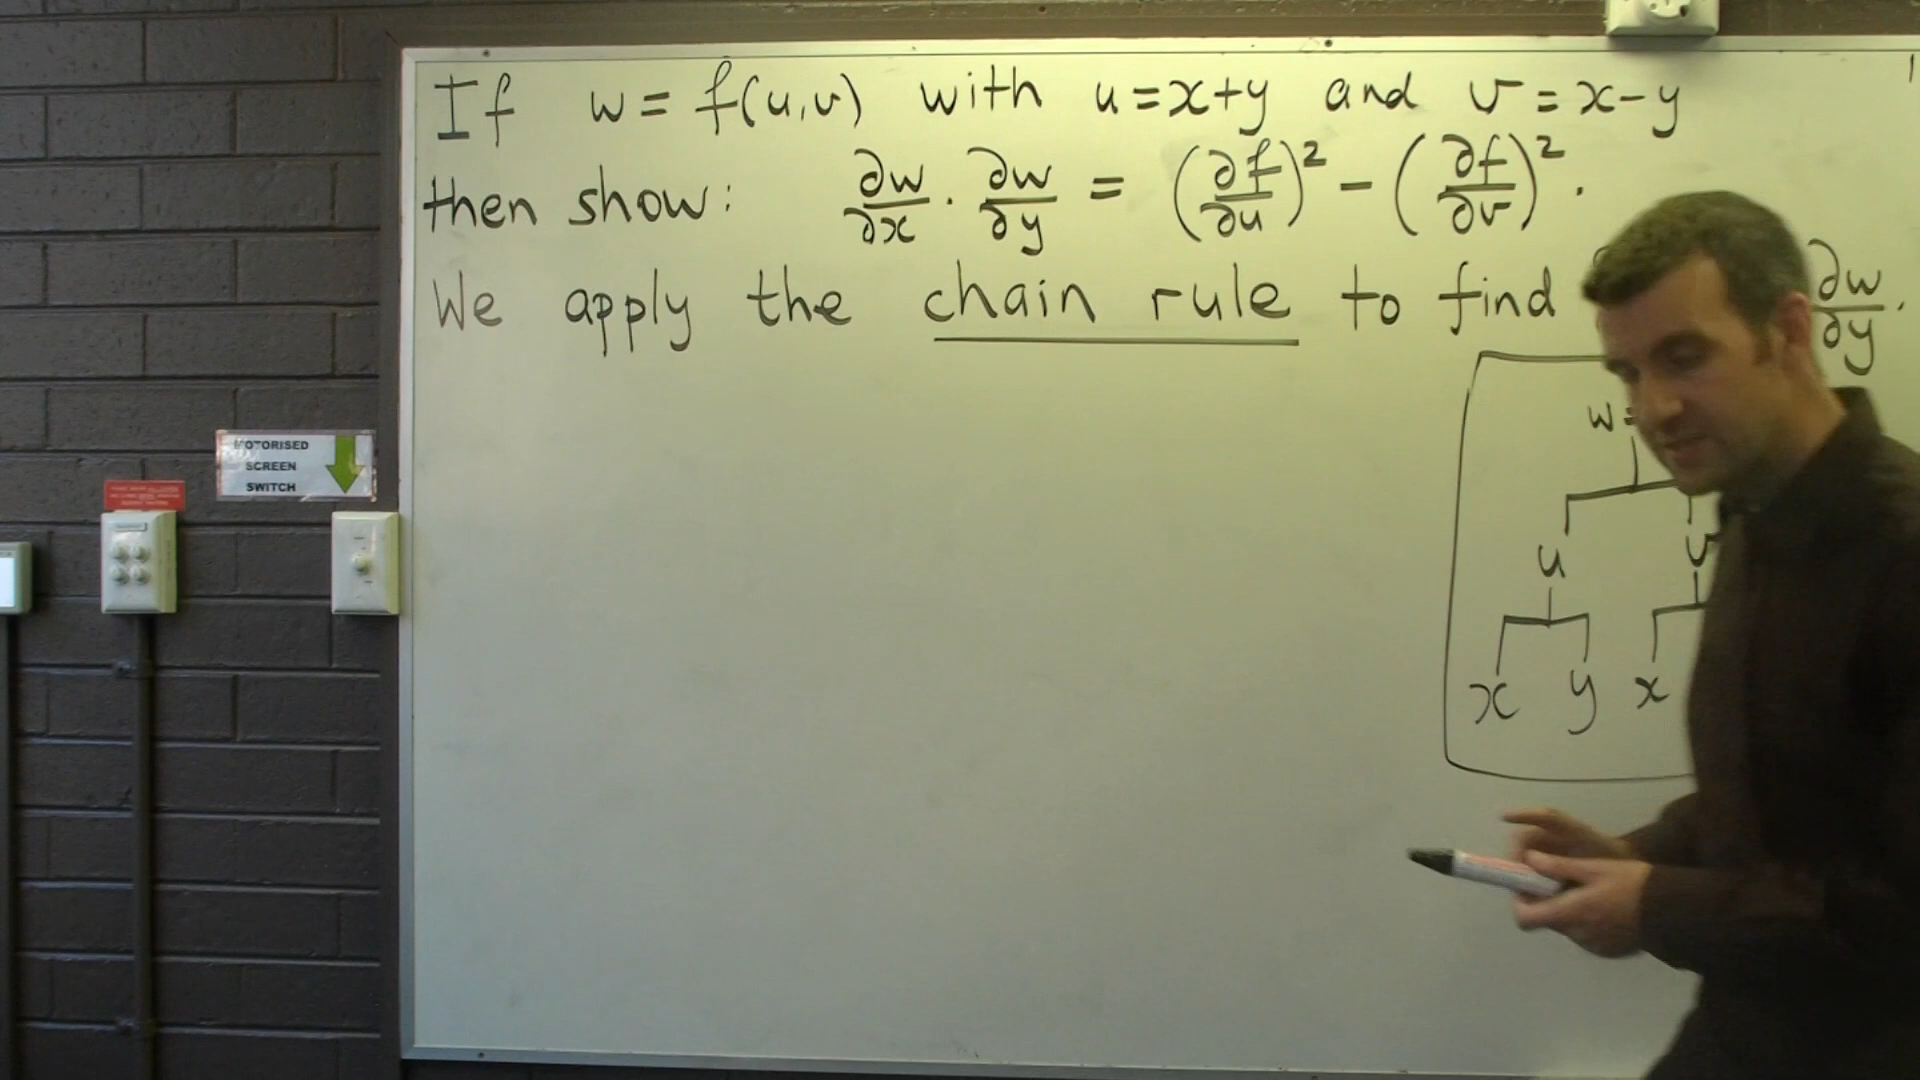 If w = f(u,v) with u=x+y and v=x-y
then show: ∂w/∂x · ∂w/∂y = (∂f/∂u)² - (∂f/∂v)².
We apply the chain rule to find ∂w/∂y.
w=
u v
x y x
MOTORISED
SCREEN
SWITCH